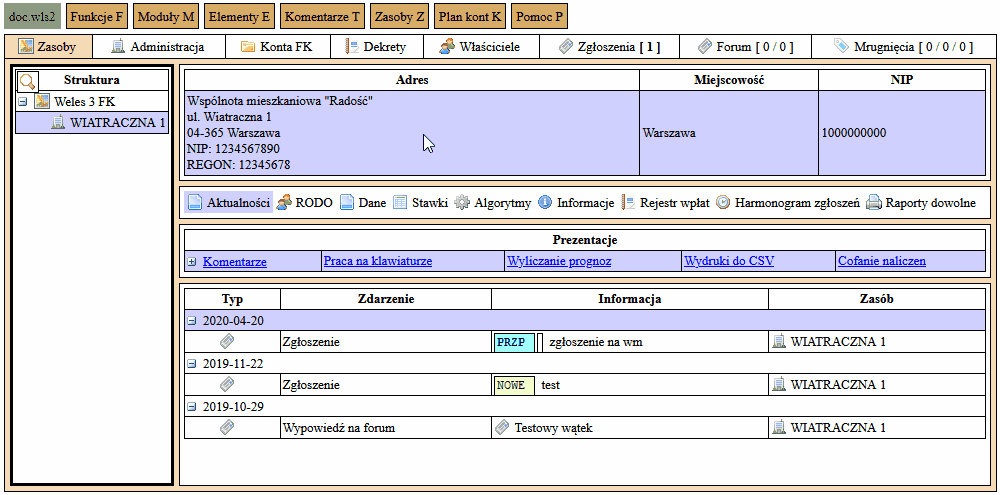 doc.wls2 Funkcje F Moduły M Elementy E Komentarze T Zasoby Z Plan kont K Pomoc P
Zasoby Administracja Konta FK Dekrety Właściciele Zgłoszenia [ 1 ] Forum [ 0 / 0 ] Mrugnięcia [ 0 / 0 / 0 ]
Struktura
Weles 3 FK
WIATRACZNA 1
Adres Miejscowość NIP
Wspólnota mieszkaniowa "Radość"
ul. Wiatraczna 1
04-365 Warszawa
NIP: 1234567890
REGON: 12345678
Warszawa
1000000000
Aktualności RODO Dane Stawki Algorytmy Informacje Rejestr wpłat Harmonogram zgłoszeń Raporty dowolne
Prezentacje
Komentarze Praca na klawiaturze Wyliczanie prognoz Wydruki do CSV Cofanie naliczen
Typ Zdarzenie Informacja Zasób
2020-04-20
Zgłoszenie PRZP zgłoszenie na wm WIATRACZNA 1
2019-11-22
Zgłoszenie NOWE test WIATRACZNA 1
2019-10-29
Wypowiedź na forum Testowy wątek WIATRACZNA 1